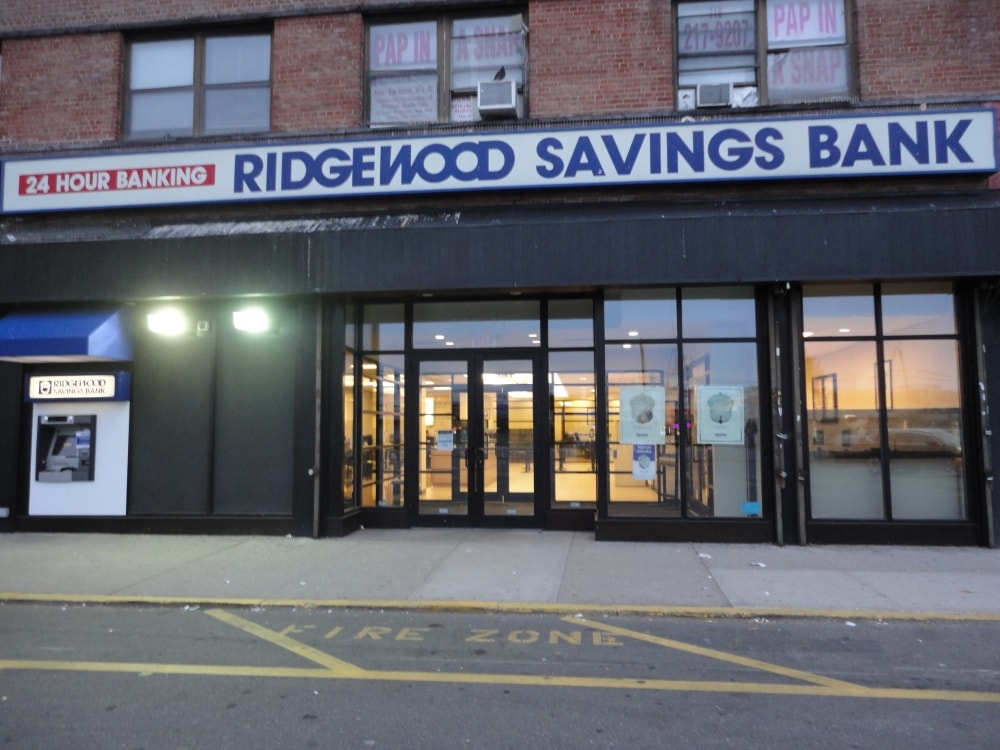 PAP IN
A SNAP
217-9207
PAP IN
A SNAP
24 HOUR BANKING
RIDGEWOOD SAVINGS BANK
RIDGEWOOD
SAVINGS BANK
FIRE ZONE